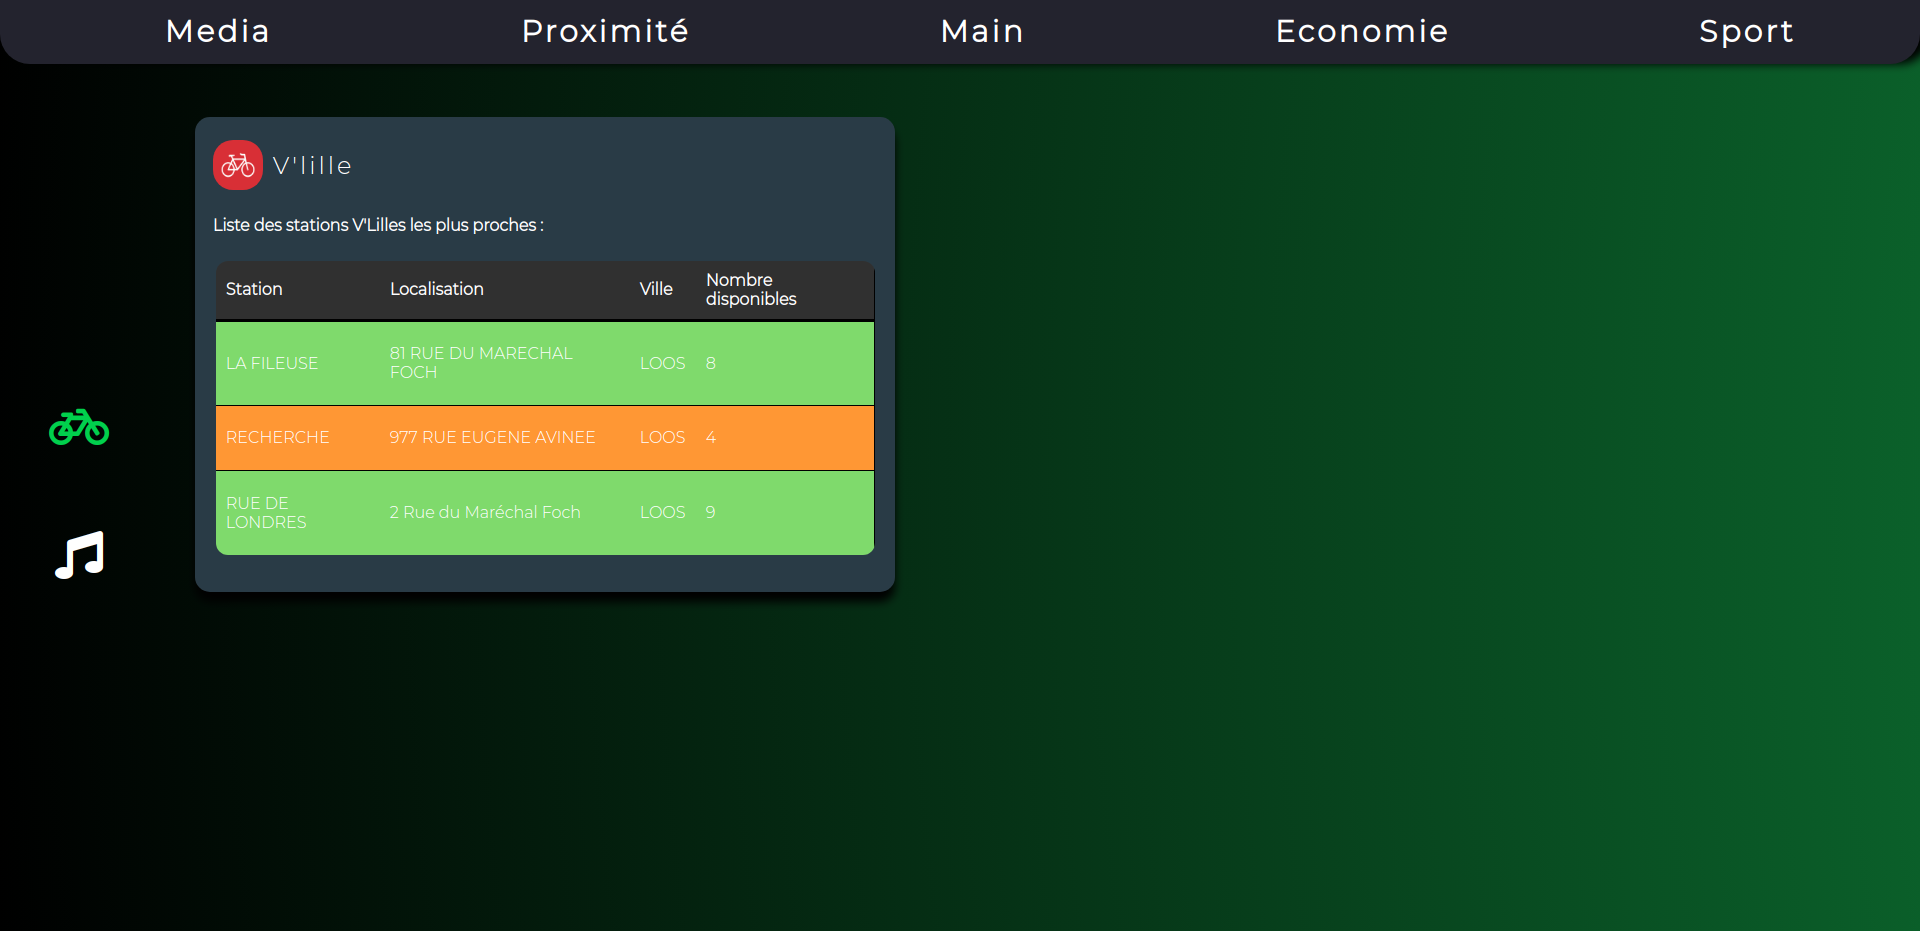 Media Proximité Main Economie Sport
V'lille
Liste des stations V'Lilles les plus proches :
Station Localisation Ville Nombre
disponibles
LA FILEUSE 81 RUE DU MARECHAL
FOCH LOOS 8
RECHERCHE 977 RUE EUGENE AVINEE LOOS 4
RUE DE
LONDRES 2 Rue du Maréchal Foch LOOS 9